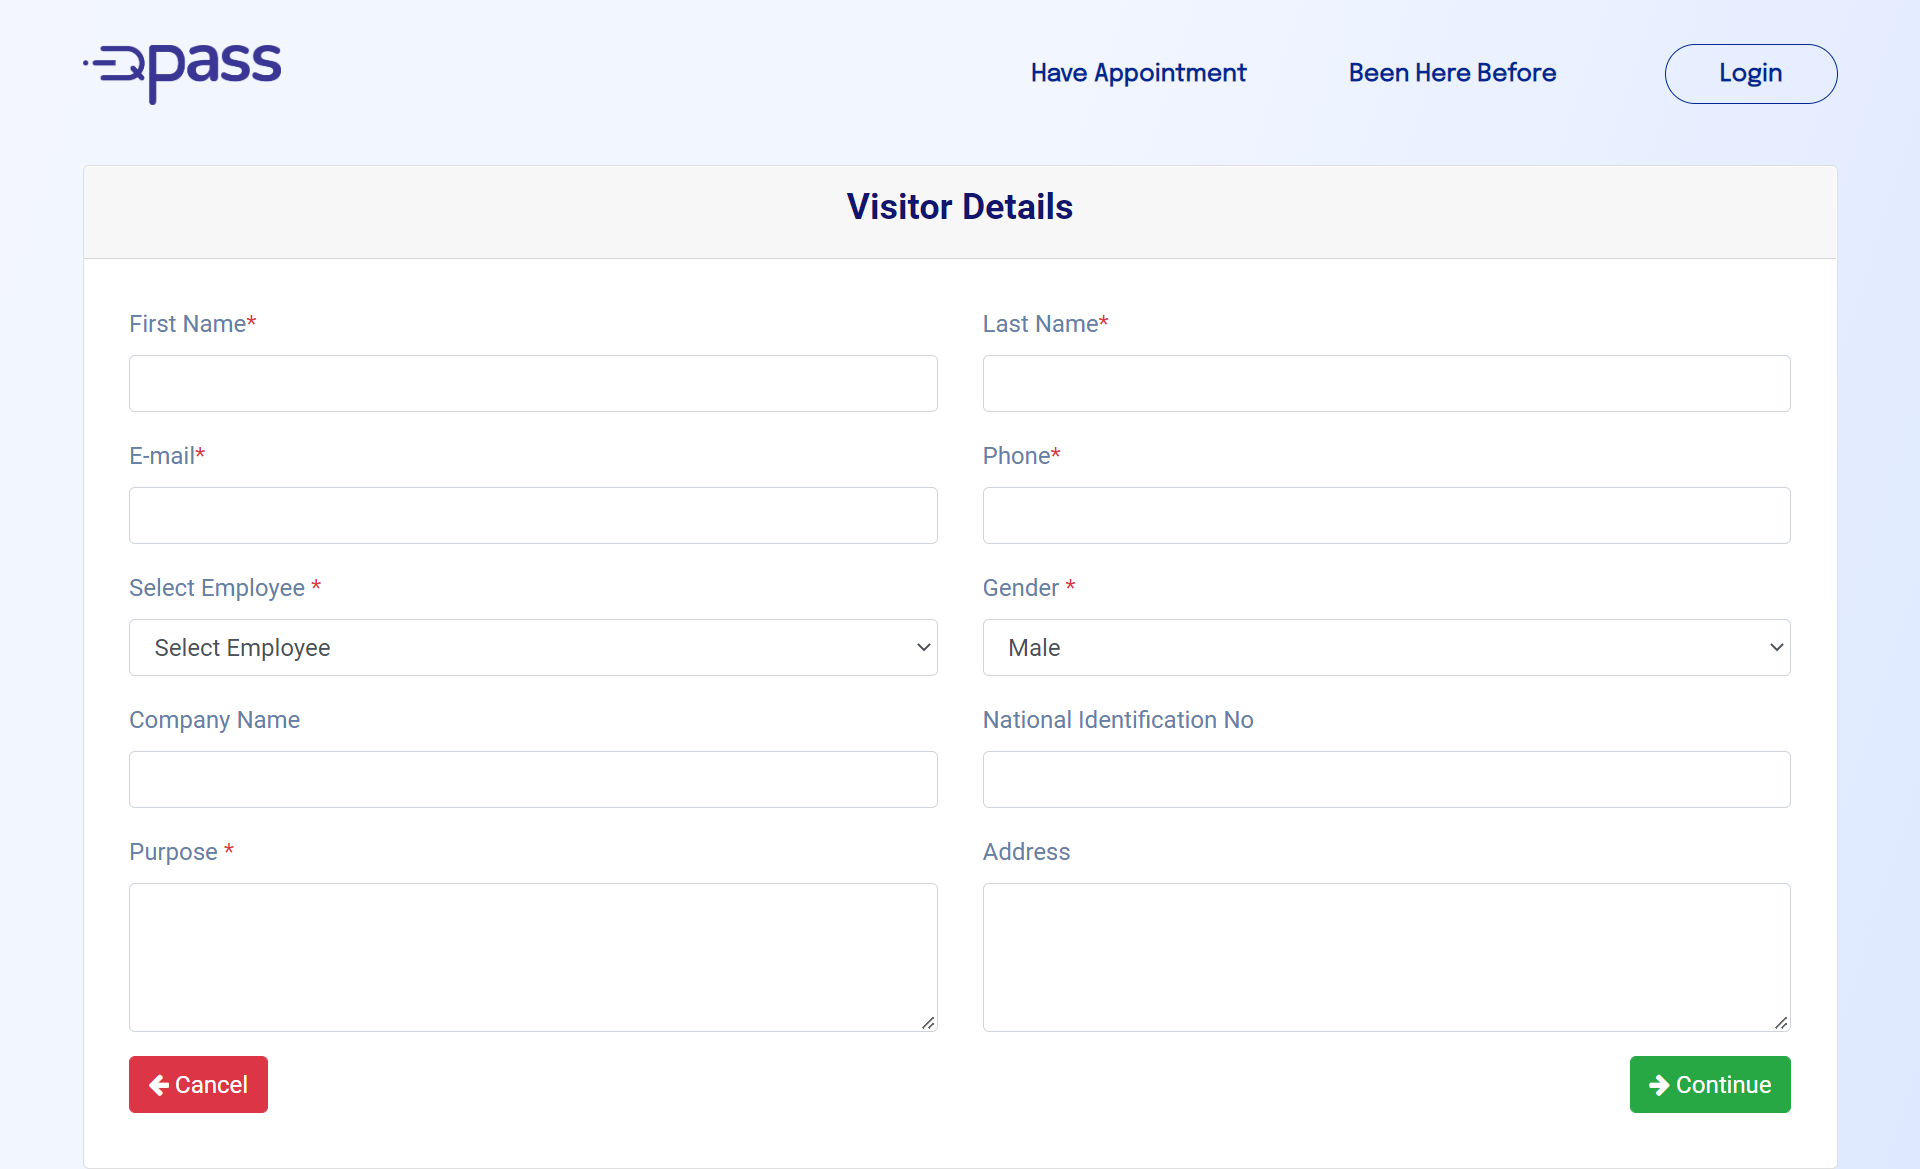 Qpass
Have Appointment
Been Here Before
Login
Visitor Details
First Name*
Last Name*
E-mail*
Phone*
Select Employee *
Gender *
Select Employee
Male
Company Name
National Identification No
Purpose *
Address
Cancel
Continue